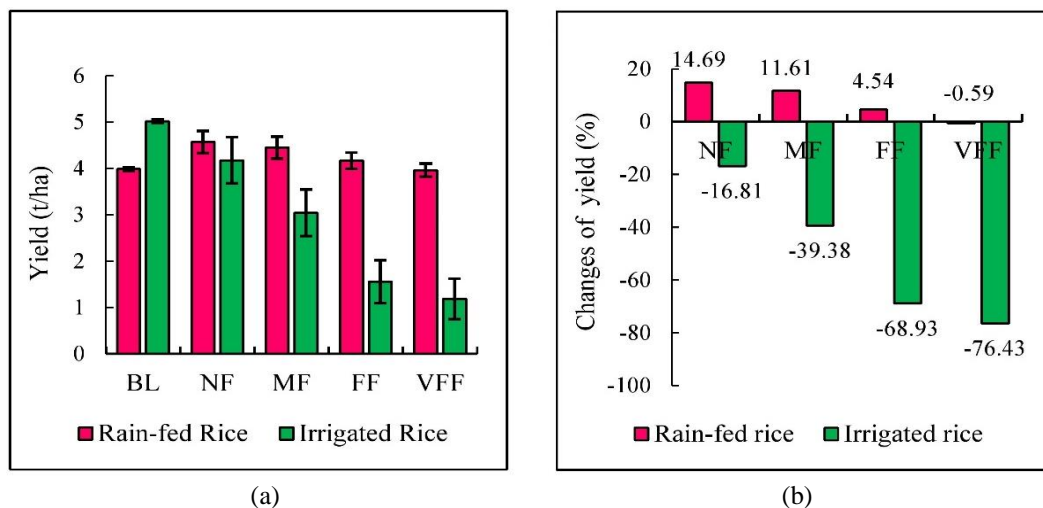 6
5
4
3
2
1
0
Yield (t/ha)
BL NF MF FF VFF
Rain-fed Rice Irrigated Rice
(a)
20
0
-20
-40
-60
-80
-100
Changes of yield (%)
14.69 11.61 4.54 -0.59
NF MF FF VFF
-16.81
-39.38
-68.93
-76.43
Rain-fed rice Irrigated rice
(b)